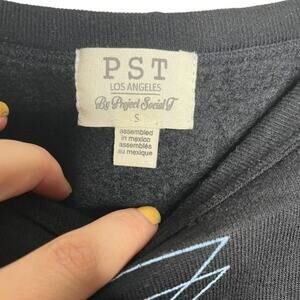 PST
LOS ANGELES
By Project Social T
S
assembled
in mexico
assemblés
au mexique